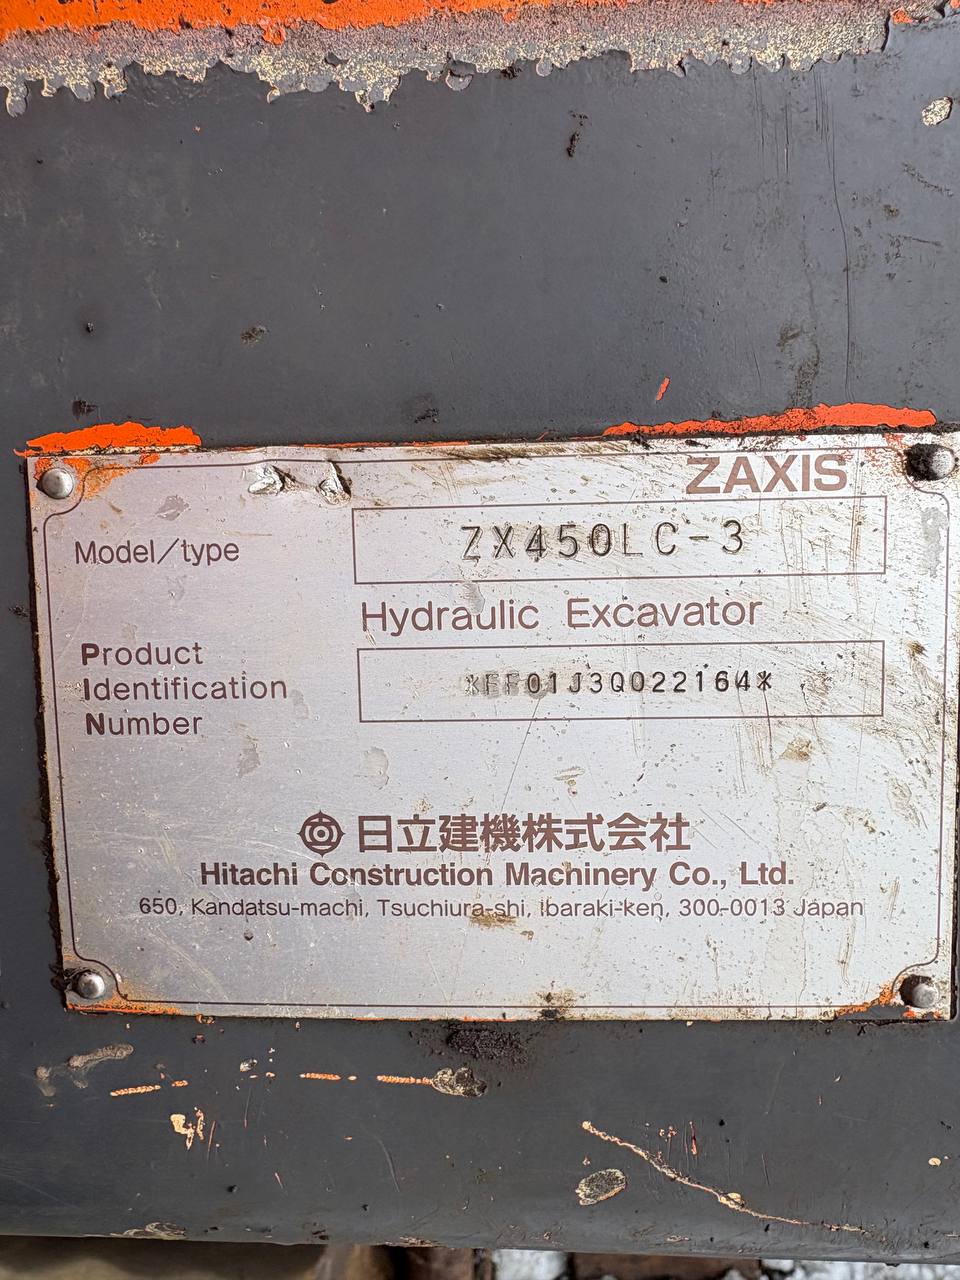 ZAXIS
Model/type
ZX450LC-3
Hydraulic Excavator
Product
Identification
Number
*FF01J3Q022164*
日立建機株式会社
Hitachi Construction Machinery Co., Ltd.
650, Kandatsu-machi, Tsuchiura-shi, Ibaraki-ken, 300-0013 Japan